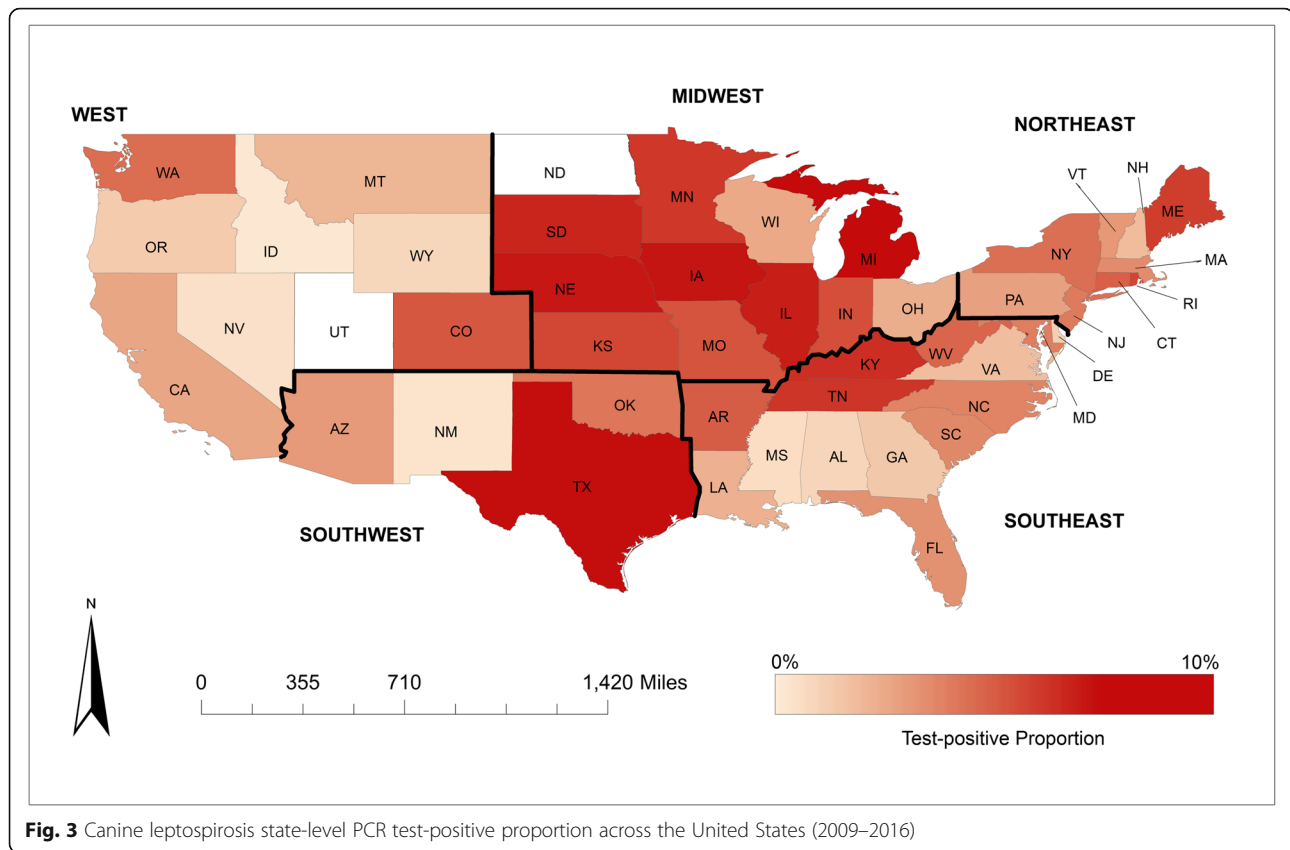 WEST
MIDWEST
NORTHEAST
WA
MT
ND
MN
VT
NH
ME
OR
ID
WY
SD
WI
MI
NY
MA
NV
UT
CO
NE
IA
IL
IN
OH
PA
RI
CA
KS
MO
KY
WV
VA
NJ
CT
DE
MD
AZ
NM
OK
AR
TN
NC
SC
TX
LA
MS
AL
GA
FL
SOUTHWEST
SOUTHEAST
N
0 355 710 1,420 Miles
0% 10%
Test-positive Proportion
Fig. 3 Canine leptospirosis state-level PCR test-positive proportion across the United States (2009–2016)